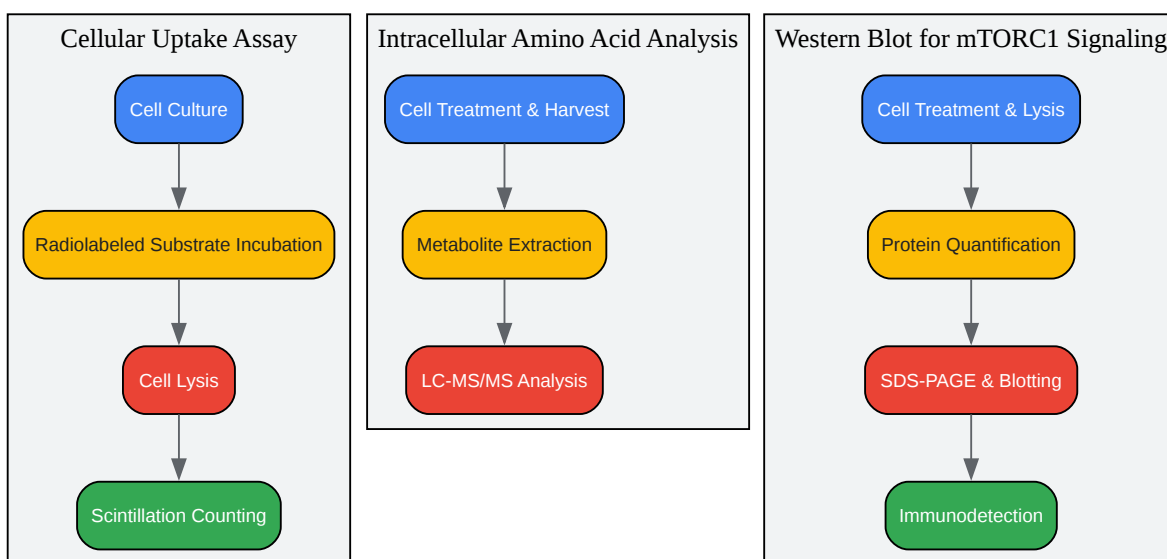 Cellular Uptake Assay
Cell Culture
Radiolabeled Substrate Incubation
Cell Lysis
Scintillation Counting
Intracellular Amino Acid Analysis
Cell Treatment & Harvest
Metabolite Extraction
LC-MS/MS Analysis
Western Blot for mTORC1 Signaling
Cell Treatment & Lysis
Protein Quantification
SDS-PAGE & Blotting
Immunodetection